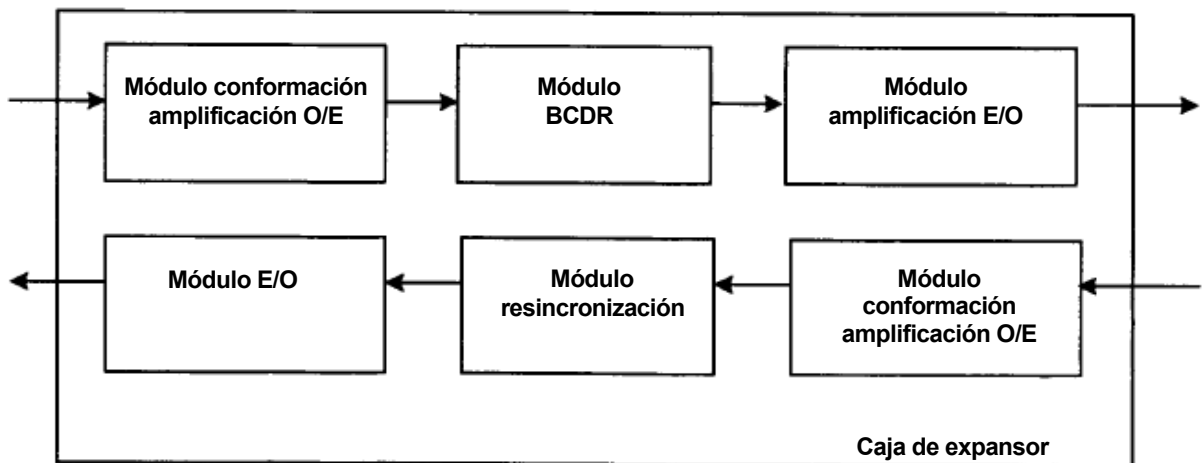 Módulo conformación
amplificación O/E
Módulo
BCDR
Módulo
amplificación E/O
Módulo E/O
Módulo
resincronización
Módulo
conformación
amplificación O/E
Caja de expansor